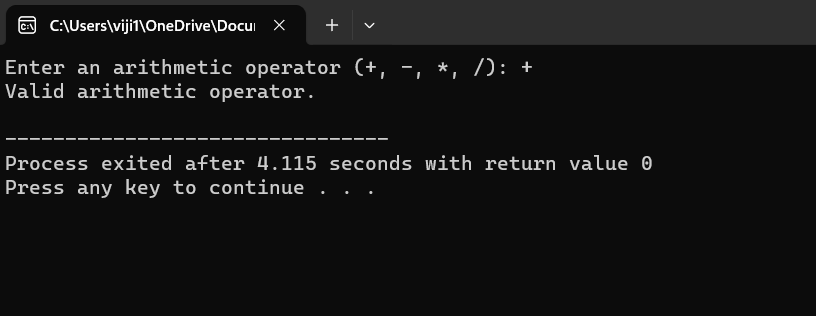 C:\Users\viji1\OneDrive\Docu
Enter an arithmetic operator (+, -, *, /): +
Valid arithmetic operator.
--------------------------------
Process exited after 4.115 seconds with return value 0
Press any key to continue . . .